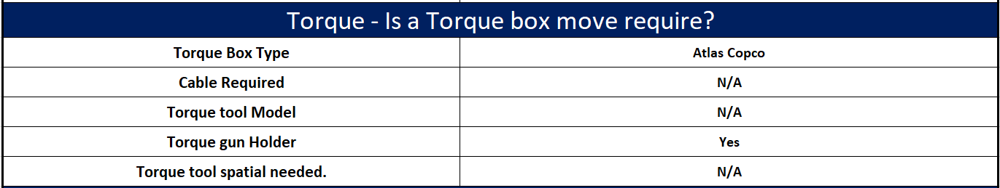 Torque - Is a Torque box move require?
Torque Box Type Atlas Copco
Cable Required N/A
Torque tool Model N/A
Torque gun Holder Yes
Torque tool spatial needed. N/A